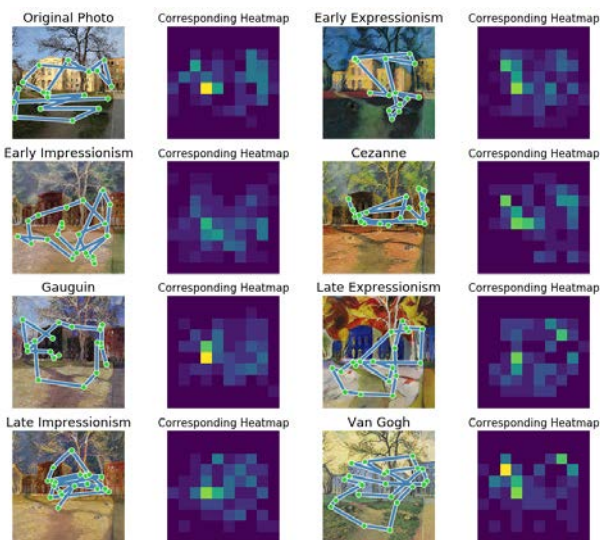 Original Photo Corresponding Heatmap Early Expressionism Corresponding Heatmap
Early Impressionism Corresponding Heatmap Cezanne Corresponding Heatmap
Gauguin Corresponding Heatmap Late Expressionism Corresponding Heatmap
Late Impressionism Corresponding Heatmap Van Gogh Corresponding Heatmap